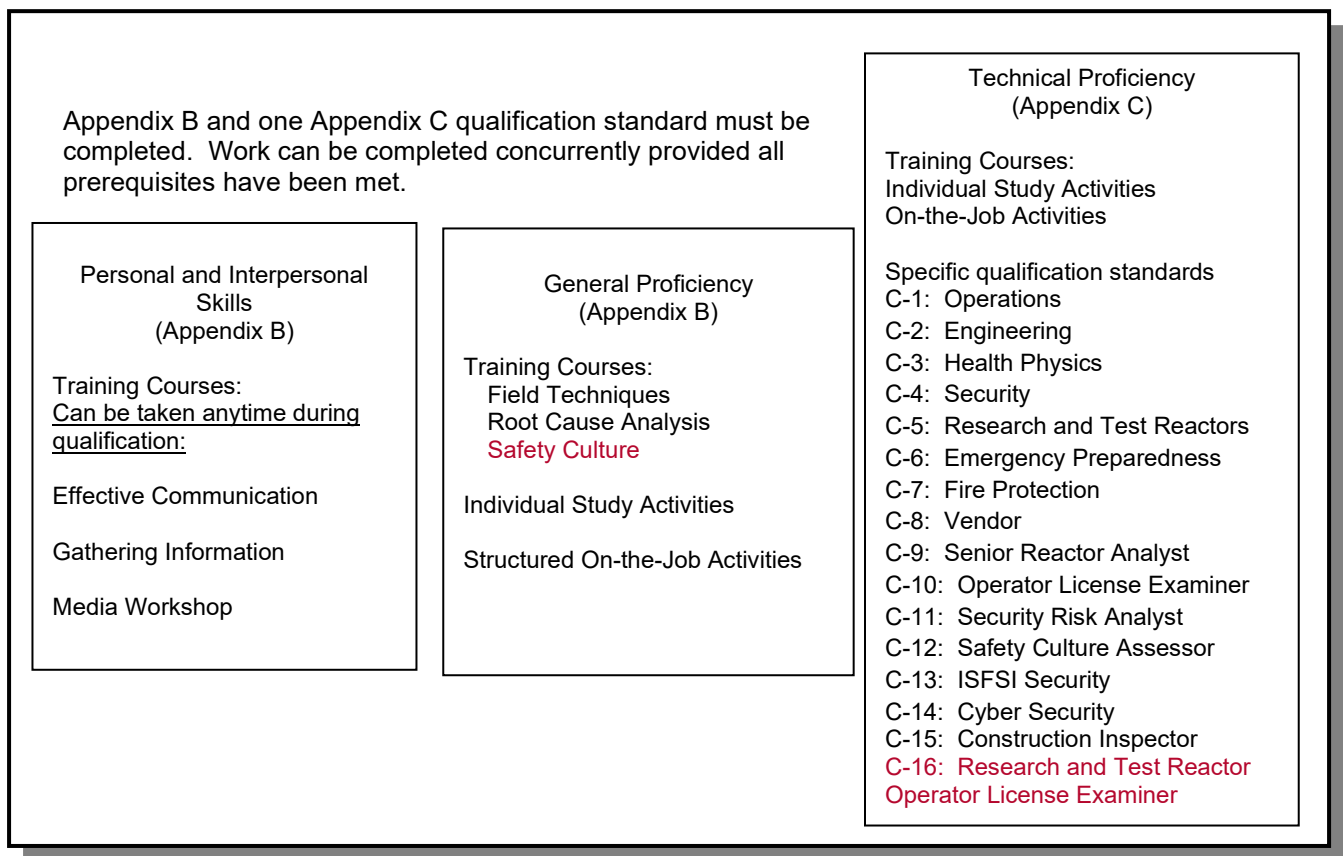 Appendix B and one Appendix C qualification standard must be
completed.  Work can be completed concurrently provided all
prerequisites have been met.
Personal and Interpersonal
Skills
(Appendix B)
Training Courses:
Can be taken anytime during
qualification:
Effective Communication
Gathering Information
Media Workshop
General Proficiency
(Appendix B)
Training Courses:
Field Techniques
Root Cause Analysis
Safety Culture
Individual Study Activities
Structured On-the-Job Activities
Technical Proficiency
(Appendix C)
Training Courses:
Individual Study Activities
On-the-Job Activities
Specific qualification standards
C-1:  Operations
C-2:  Engineering
C-3:  Health Physics
C-4:  Security
C-5:  Research and Test Reactors
C-6:  Emergency Preparedness
C-7:  Fire Protection
C-8:  Vendor
C-9:  Senior Reactor Analyst
C-10:  Operator License Examiner
C-11:  Security Risk Analyst
C-12:  Safety Culture Assessor
C-13:  ISFSI Security
C-14:  Cyber Security
C-15:  Construction Inspector
C-16:  Research and Test Reactor
Operator License Examiner